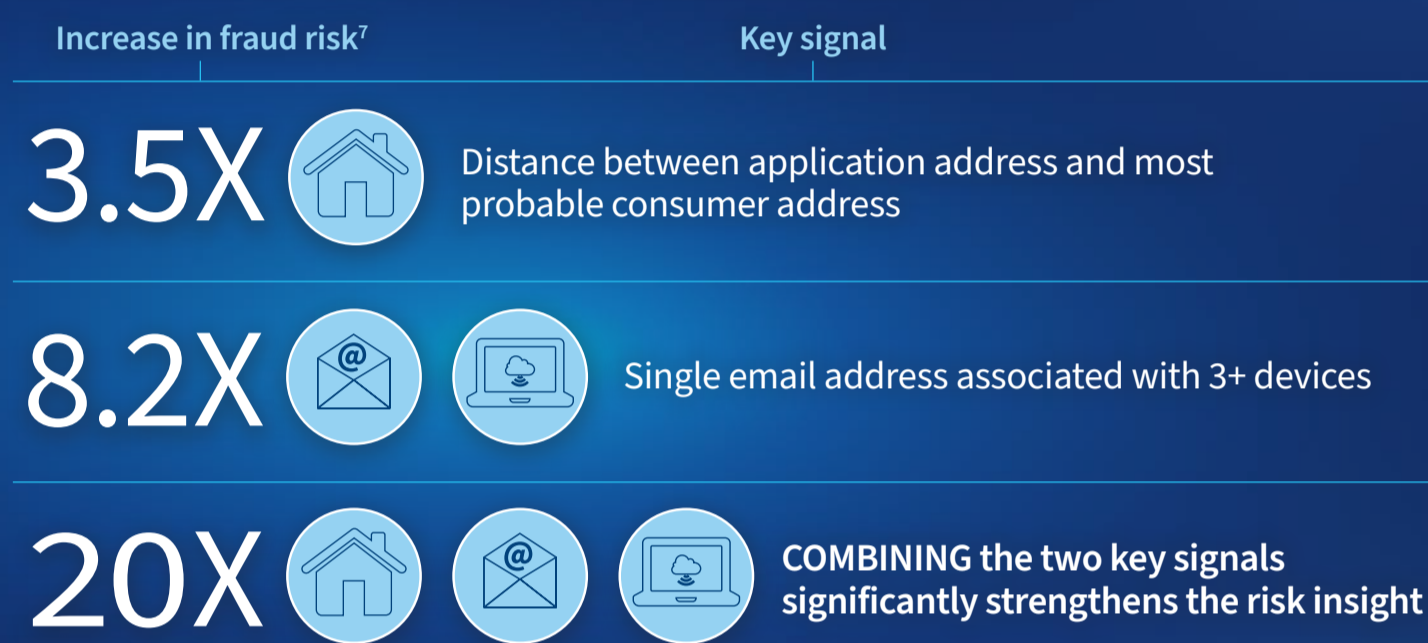 Increase in fraud risk⁷
Key signal
3.5X
Distance between application address and most
probable consumer address
8.2X
@
Single email address associated with 3+ devices
20X
@
COMBINING the two key signals
significantly strengthens the risk insight